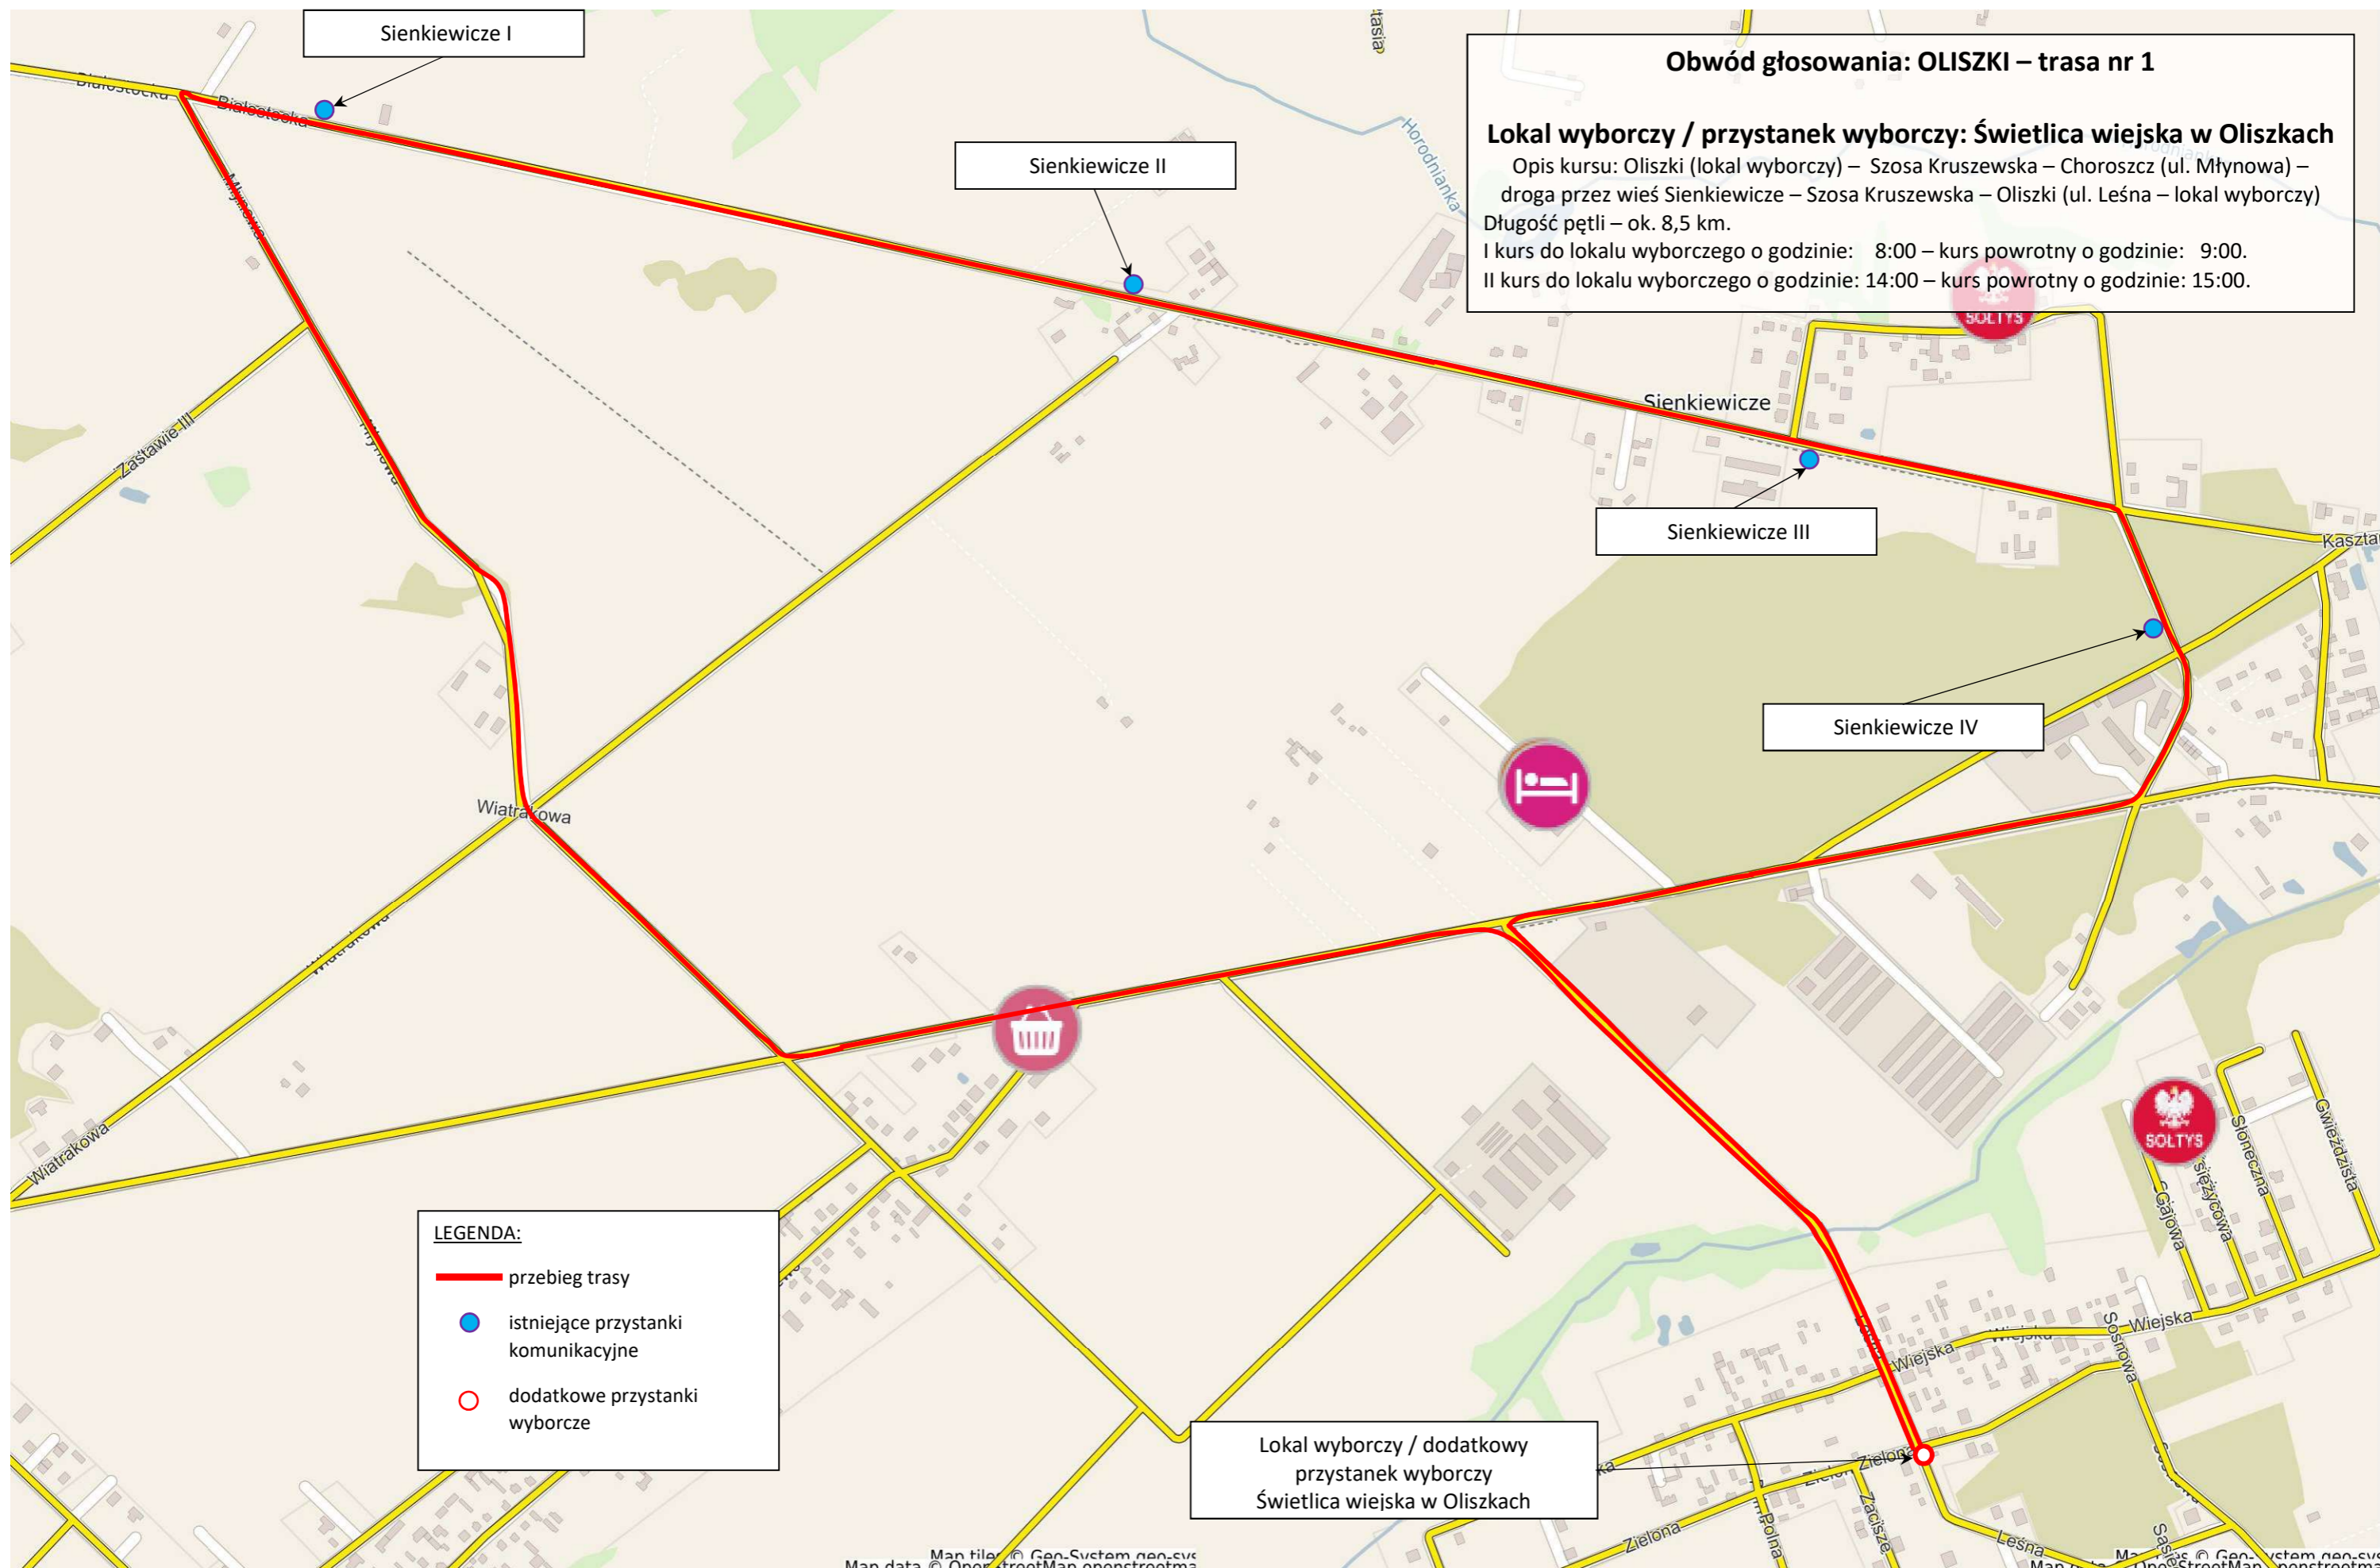 Sienkiewicze I
Obwód głosowania: OLISZKI – trasa nr 1
Lokal wyborczy / przystanek wyborczy: Świetlica wiejska w Oliszkach
Opis kursu: Oliszki (lokal wyborczy) – Szosa Kruszewska – Choroszcz (ul. Młynowa) –
droga przez wieś Sienkiewicze – Szosa Kruszewska – Oliszki (ul. Leśna – lokal wyborczy)
Długość pętli – ok. 8,5 km.
I kurs do lokalu wyborczego o godzinie: 8:00 – kurs powrotny o godzinie: 9:00.
II kurs do lokalu wyborczego o godzinie: 14:00 – kurs powrotny o godzinie: 15:00.
Białostocka
Białostocka
Horodnianka
Sienkiewicze II
Młynowa
SOŁTYS
Sienkiewicze
Zastawie III
Młynowa
Sienkiewicze III
Sienkiewicze IV
Wiatrakowa
Wiatrakowa
Wiatrakowa
SOŁTYS
Słoneczna
Gwieździsta
Gajowa
LEGENDA:
przebieg trasy
istniejące przystanki
komunikacyjne
dodatkowe przystanki
wyborcze
Wiejska
Wiejska
Wiejska
Sosnowa
Lokal wyborczy / dodatkowy
przystanek wyborczy
Świetlica wiejska w Oliszkach
Zielona
Zielona
Polna
Zacisze
Leśna